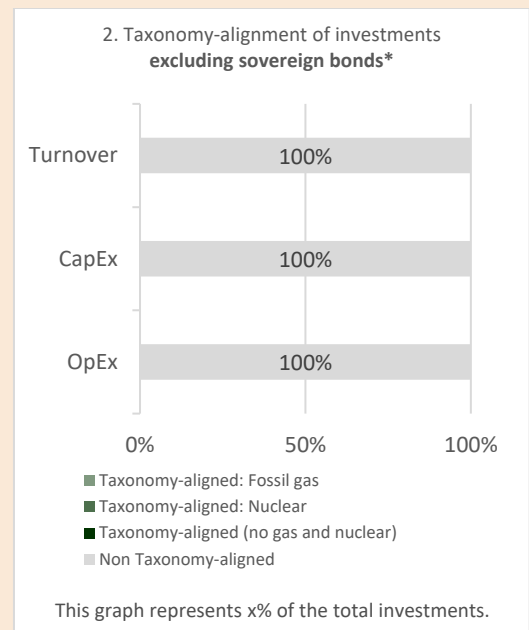 2. Taxonomy-alignment of investments
excluding sovereign bonds*
Turnover
100%
CapEx
100%
OpEx
100%
0%
50%
100%
Taxonomy-aligned: Fossil gas
Taxonomy-aligned: Nuclear
Taxonomy-aligned (no gas and nuclear)
Non Taxonomy-aligned
This graph represents x% of the total investments.